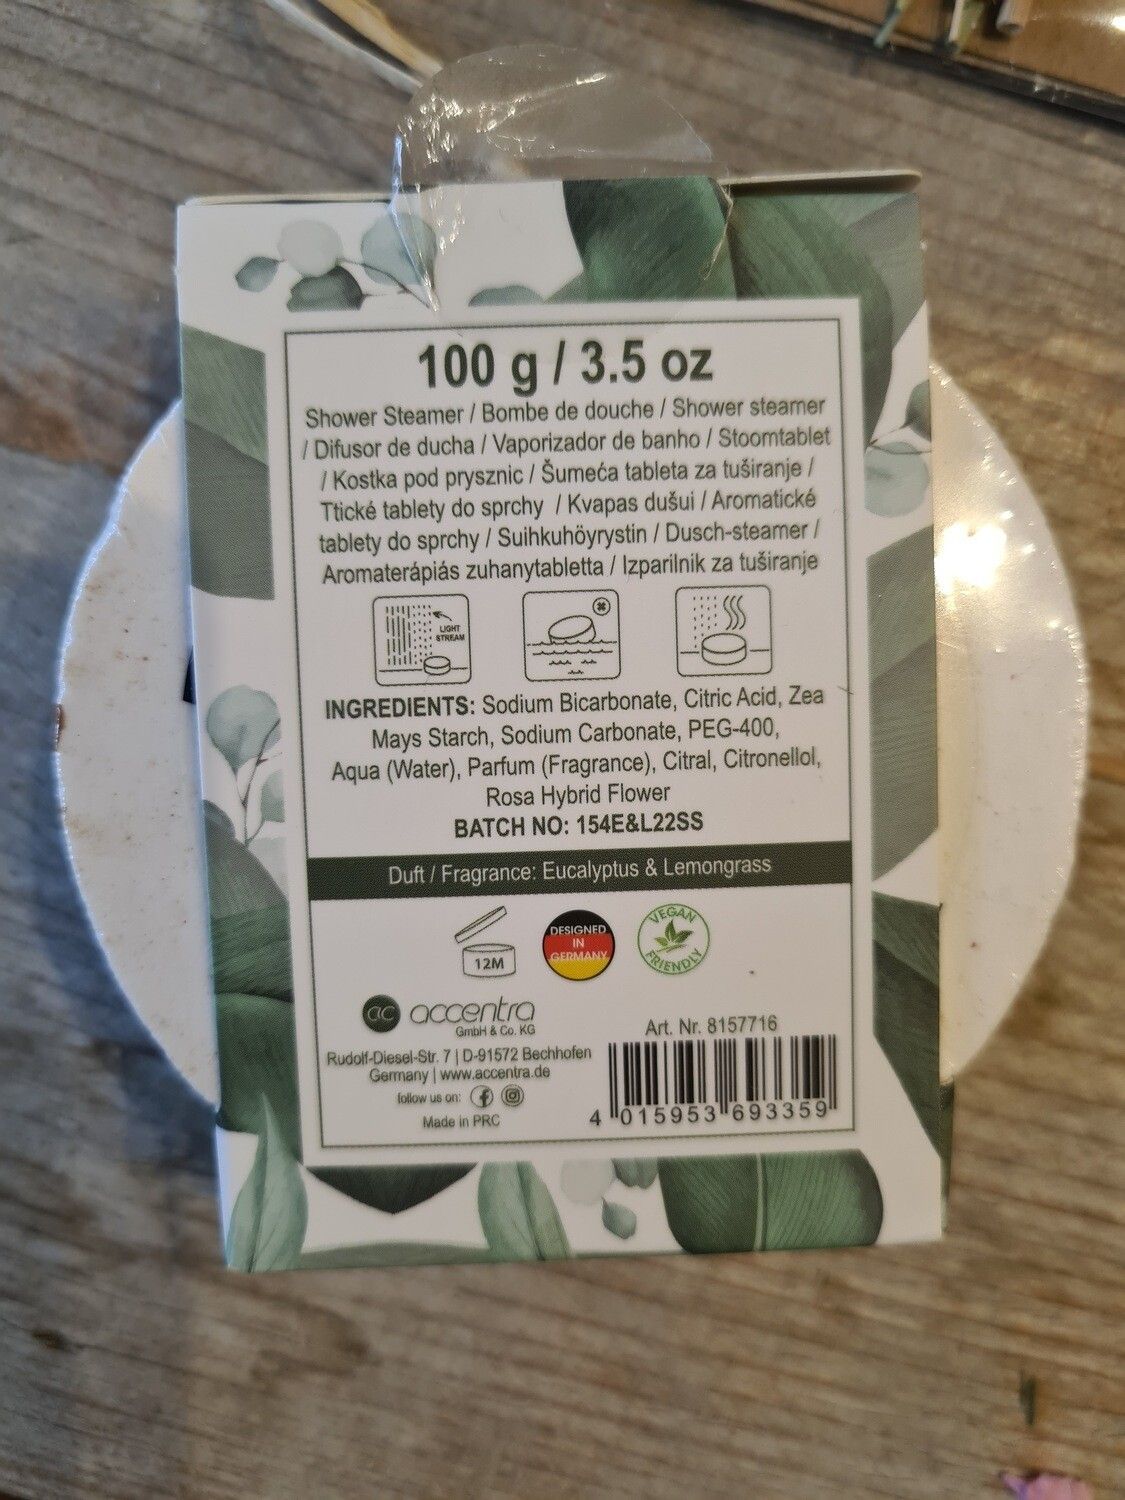 100 g / 3.5 oz
Shower Steamer / Bombe de douche / Shower steamer
/ Difusor de ducha / Vaporizador de banho / Stoomtablet
/ Kostka pod prysznic / Šumeća tableta za tuširanje /
Ttické tablety do sprchy / Kvapas dušui / Aromatické
tablety do sprchy / Suihkuhöyrystin / Dusch-steamer /
Aromaterápiás zuhanytabletta / Izparilnik za tuširanje
LIGHT
STREAM
INGREDIENTS: Sodium Bicarbonate, Citric Acid, Zea
Mays Starch, Sodium Carbonate, PEG-400,
Aqua (Water), Parfum (Fragrance), Citral, Citronellol,
Rosa Hybrid Flower
BATCH NO: 154E&L22SS
Duft / Fragrance: Eucalyptus & Lemongrass
12M
DESIGNED
IN
GERMANY
VEGAN
FRIENDLY
ac accentra
GmbH & Co. KG
Rudolf-Diesel-Str. 7 | D-91572 Bechhofen
Germany | www.accentra.de
follow us on:
Made in PRC
Art. Nr. 8157716
4 015953 693359